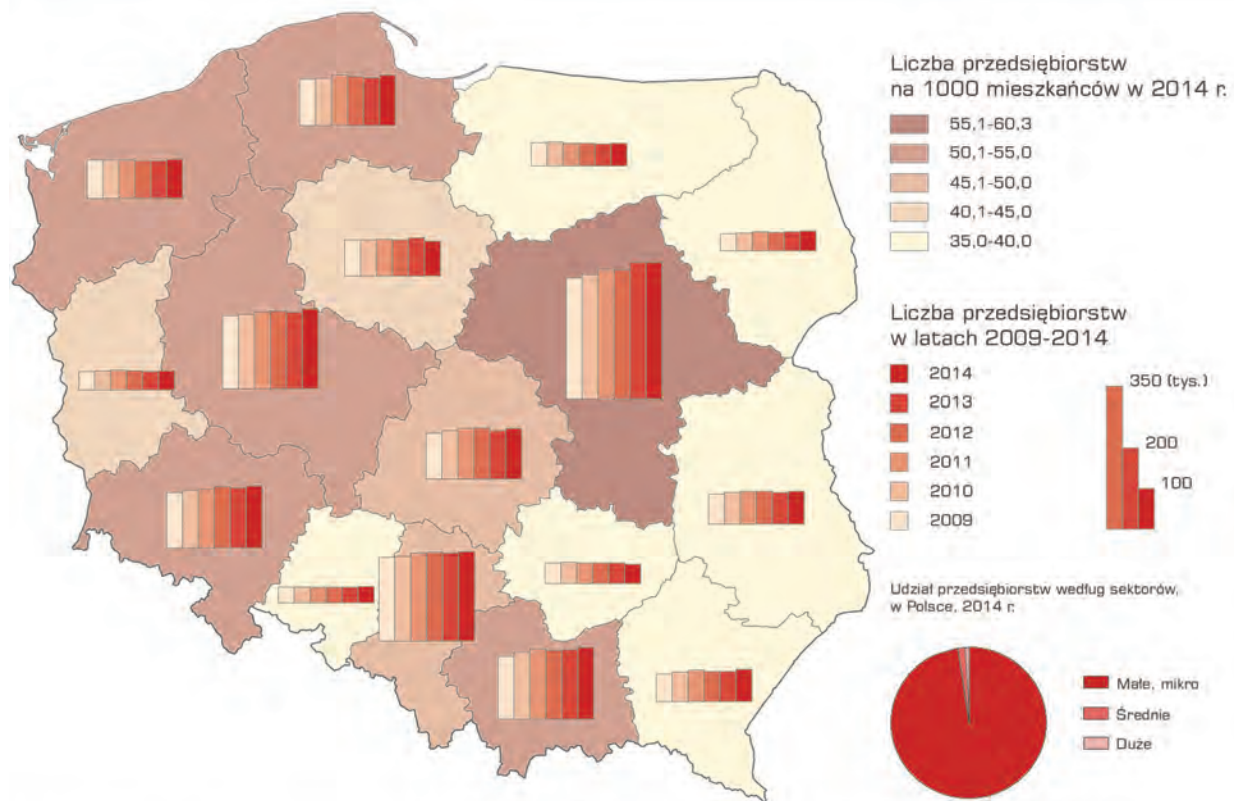 Liczba przedsiębiorstw
na 1000 mieszkańców w 2014 r.
55,1-60,3
50,1-55,0
45,1-50,0
40,1-45,0
35,0-40,0
Liczba przedsiębiorstw
w latach 2009-2014
2014
2013
2012
2011
2010
2009
350 (tys.)
200
100
Udział przedsiębiorstw według sektorów,
w Polsce, 2014 r.
Małe, mikro
Średnie
Duże